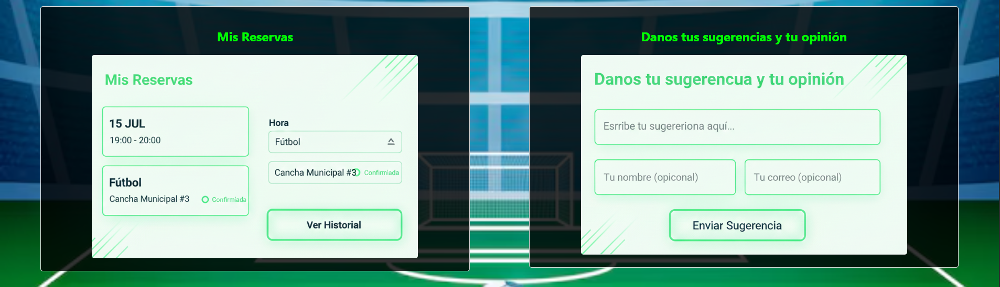 Mis Reservas
Mis Reservas
15 JUL
19:00 - 20:00
Fútbol
Cancha Municipal #3
Confirmiada
Hora
Fútbol
Cancha Municipal #3
Confirmiada
Ver Historial
Danos tus sugerencias y tu opinión
Danos tu sugerencua y tu opinión
Esrribe tu sugereriona aquí...
Tu nombre (opiconal)
Tu correo (opiconal)
Enviar Sugerencia